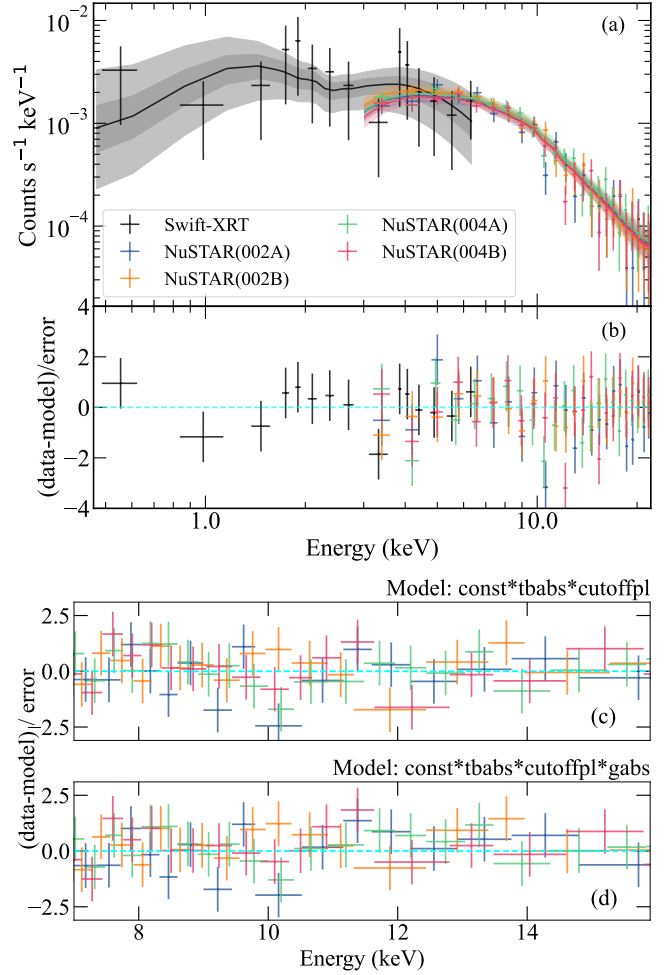 (a)
10⁻²
10⁻³
10⁻⁴
Counts s⁻¹ keV⁻¹
Swift-XRT
NuSTAR(002A)
NuSTAR(002B)
NuSTAR(004A)
NuSTAR(004B)
(b)
4
2
0
−2
−4
(data-model)/error
1.0 10.0
Energy (keV)
Model: const*tbabs*cutoffpl
2.5
0.0
−2.5
(c)
(data-model)/ error
Model: const*tbabs*cutoffpl*gabs
2.5
0.0
−2.5
(d)
8 10 12 14
Energy (keV)